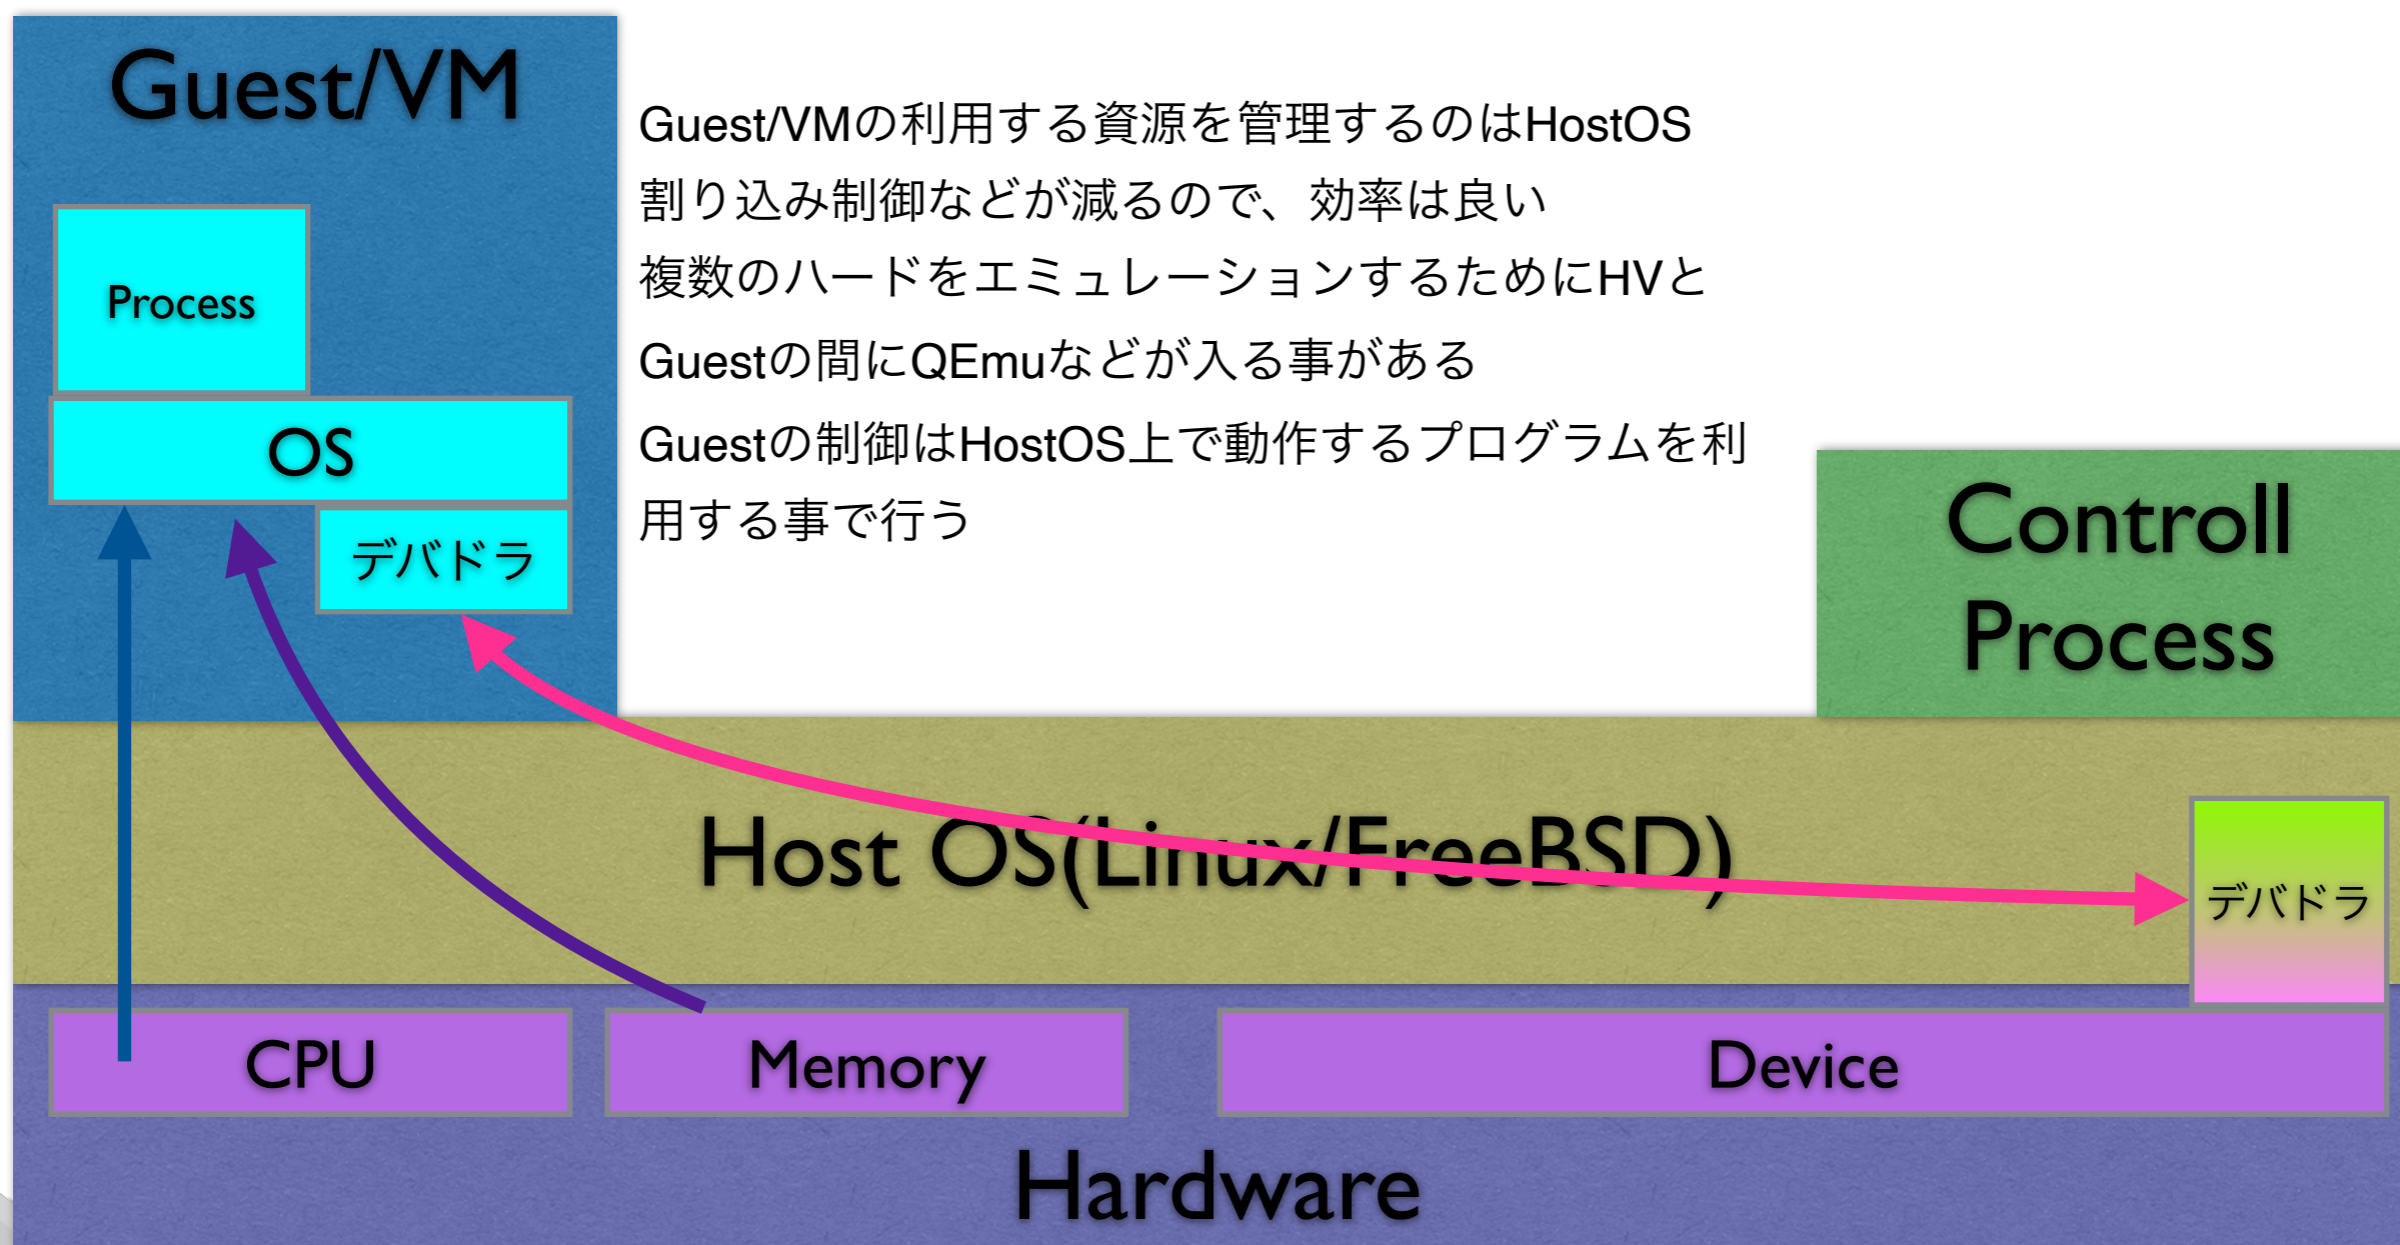 Guest/VM
Guest/VMの利用する資源を管理するのはHostOS
割り込み制御などが減るので、効率は良い
複数のハードをエミュレーションするためにHVと
Guestの間にQEmuなどが入る事がある
Guestの制御はHostOS上で動作するプログラムを利
用する事で行う
Process
OS
デバドラ
Controll
Process
Host OS(Linux/FreeBSD)
デバドラ
CPU
Memory
Device
Hardware